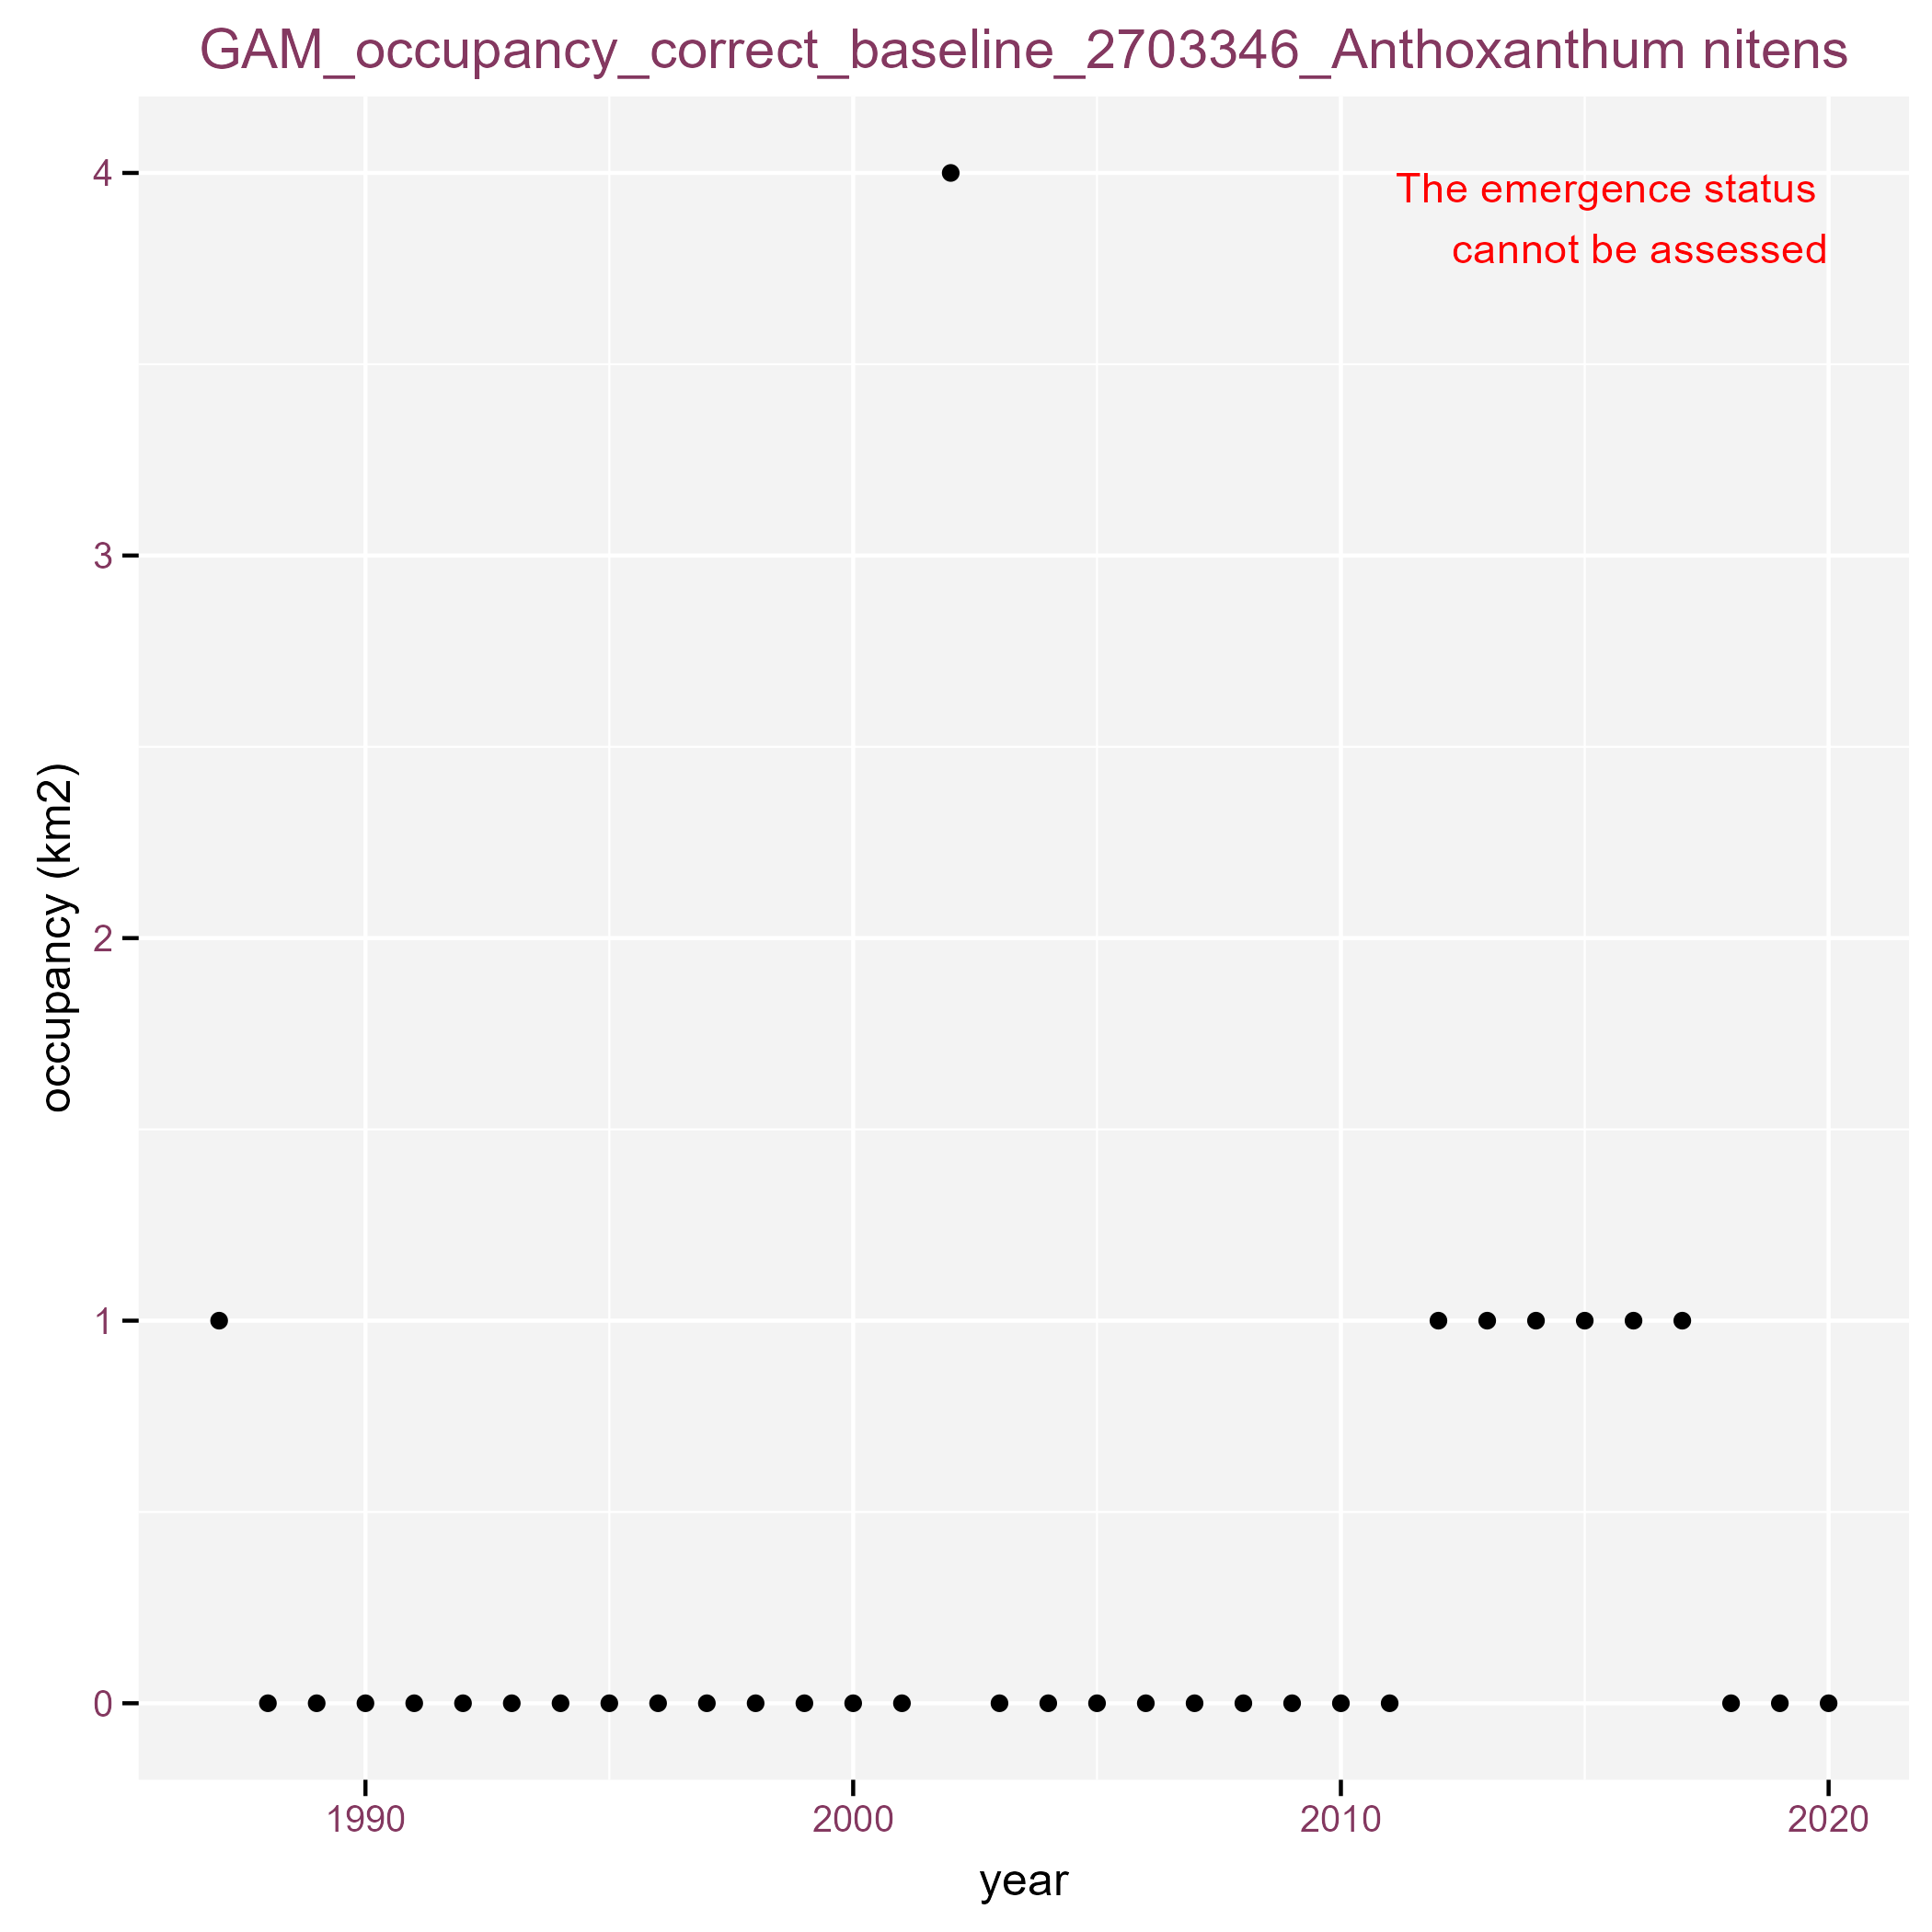 GAM_occupancy_correct_baseline_2703346_Anthoxanthum nitens
The emergence status
cannot be assessed
4
3
2
1
0
occupancy (km2)
1990 2000 2010 2020
year